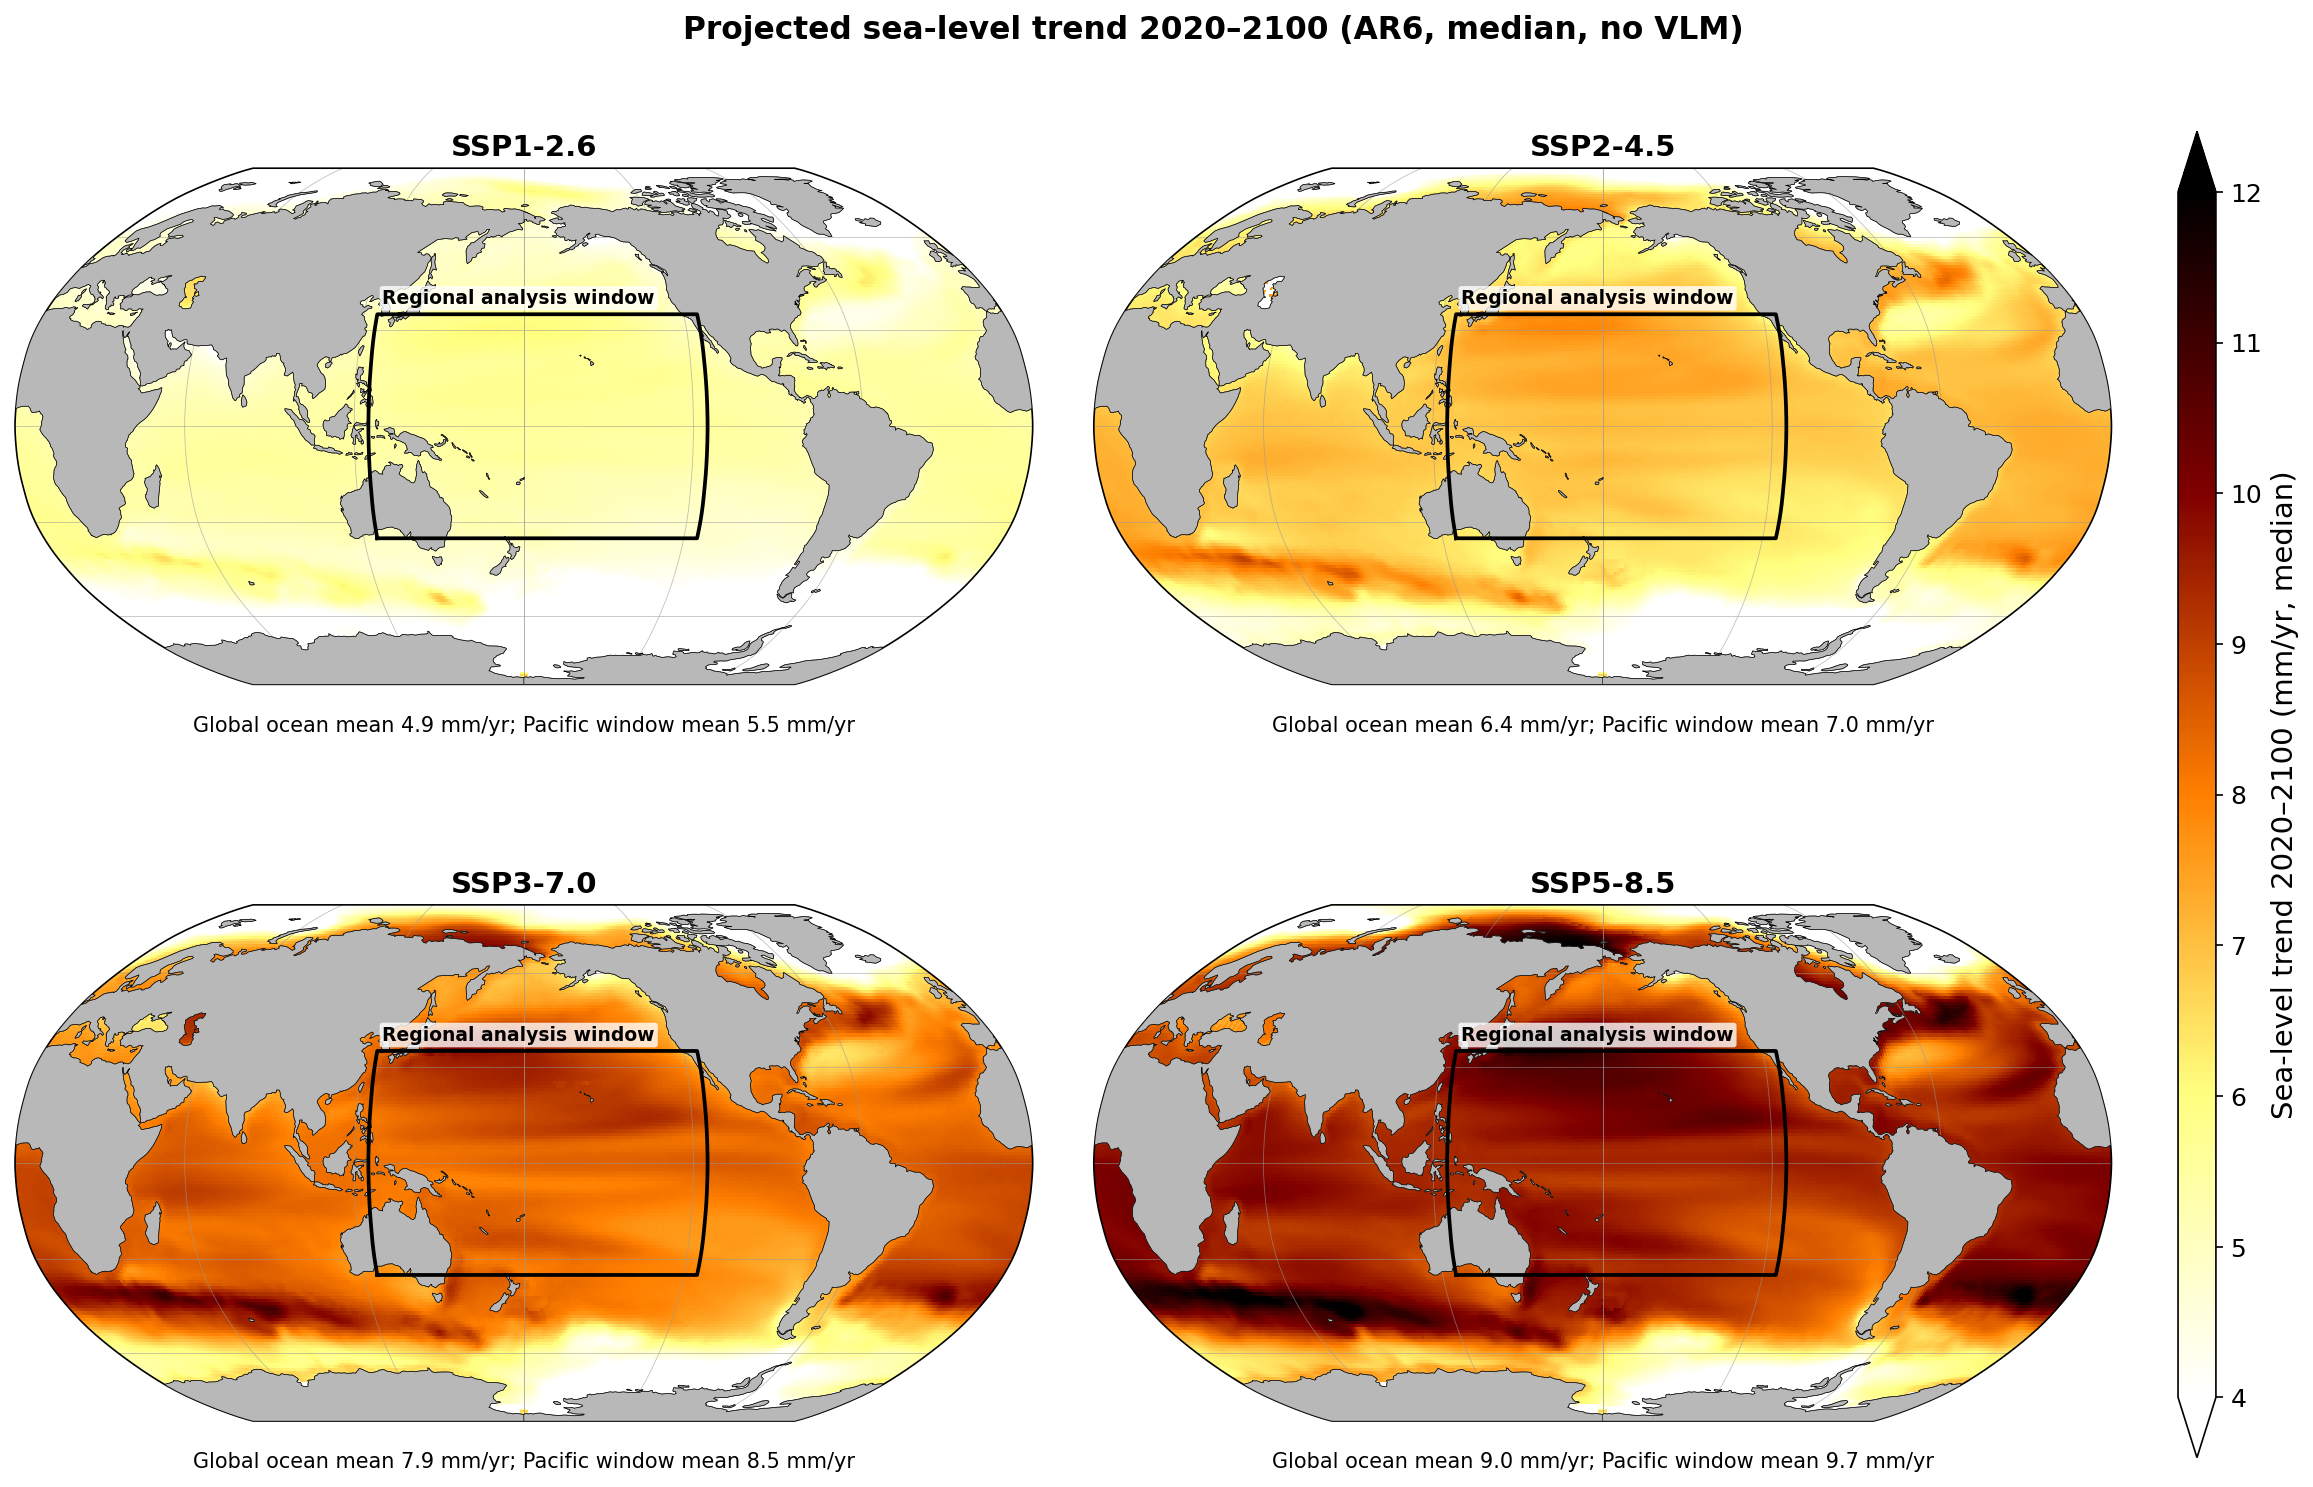 Projected sea-level trend 2020–2100 (AR6, median, no VLM)
SSP1-2.6
Regional analysis window
Global ocean mean 4.9 mm/yr; Pacific window mean 5.5 mm/yr
SSP2-4.5
Regional analysis window
Global ocean mean 6.4 mm/yr; Pacific window mean 7.0 mm/yr
SSP3-7.0
Regional analysis window
Global ocean mean 7.9 mm/yr; Pacific window mean 8.5 mm/yr
SSP5-8.5
Regional analysis window
Global ocean mean 9.0 mm/yr; Pacific window mean 9.7 mm/yr
12
11
10
9
8
7
6
5
4
Sea-level trend 2020–2100 (mm/yr, median)